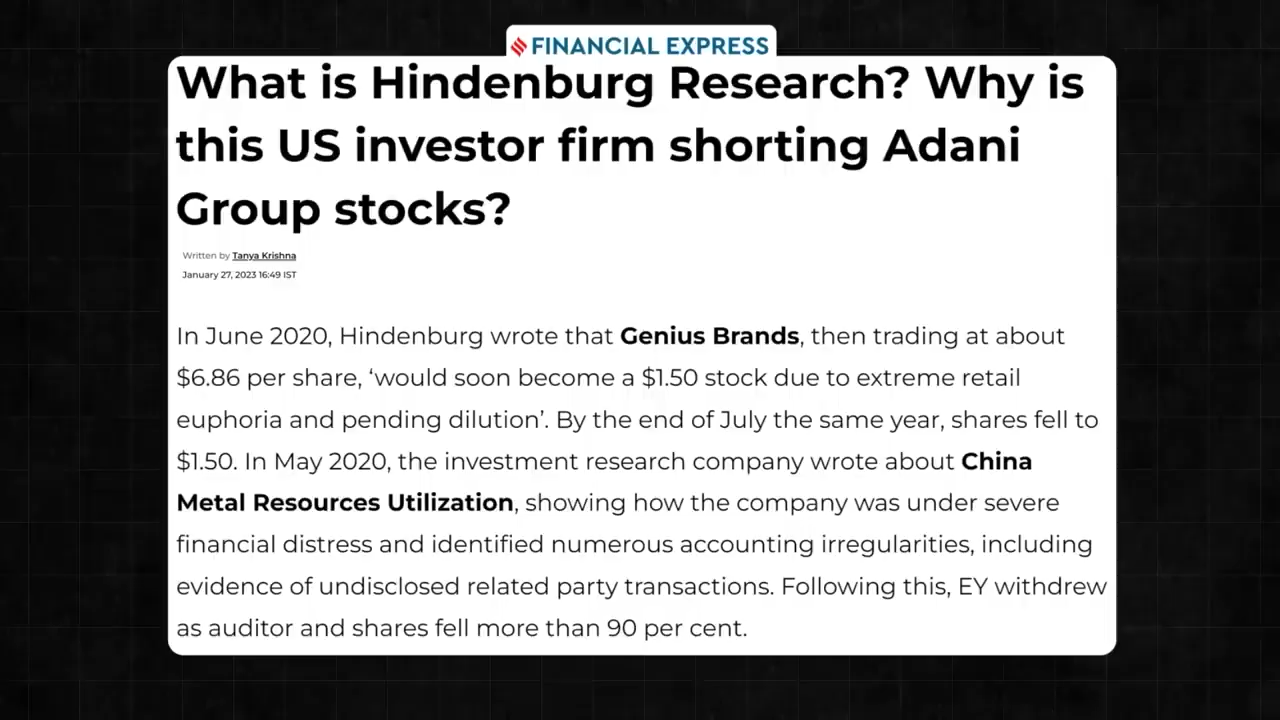 FINANCIAL EXPRESS
What is Hindenburg Research? Why is
this US investor firm shorting Adani
Group stocks?
Written by Tanya Krishna
January 27, 2023 16:49 IST
In June 2020, Hindenburg wrote that Genius Brands, then trading at about
$6.86 per share, ‘would soon become a $1.50 stock due to extreme retail
euphoria and pending dilution’. By the end of July the same year, shares fell to
$1.50. In May 2020, the investment research company wrote about China
Metal Resources Utilization, showing how the company was under severe
financial distress and identified numerous accounting irregularities, including
evidence of undisclosed related party transactions. Following this, EY withdrew
as auditor and shares fell more than 90 per cent.